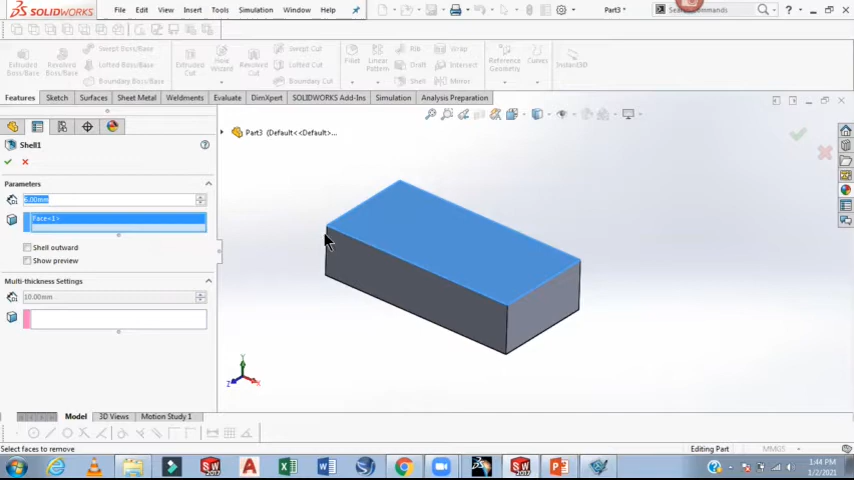 SOLIDWORKS
File Edit View Insert Tools Simulation Window Help
Part3 *
Search Commands
Extruded Boss/Base
Revolved Boss/Base
Swept Boss/Base
Lofted Boss/Base
Boundary Boss/Base
Extruded Cut
Hole Wizard
Revolved Cut
Swept Cut
Lofted Cut
Boundary Cut
Fillet
Linear Pattern
Rib
Draft
Shell
Wrap
Intersect
Mirror
Reference Geometry
Curves
Instant3D
Features Sketch Surfaces Sheet Metal Weldments Evaluate DimXpert SOLIDWORKS Add-Ins Simulation Analysis Preparation
Part3 (Default<<Default>...
Shell1
Parameters
Face<1>
Shell outward
Show preview
Multi-thickness Settings
10.00mm
Y
Z X
Model 3D Views Motion Study 1
Select faces to remove
Editing Part
MMGS
1:44 PM
1/2/2021